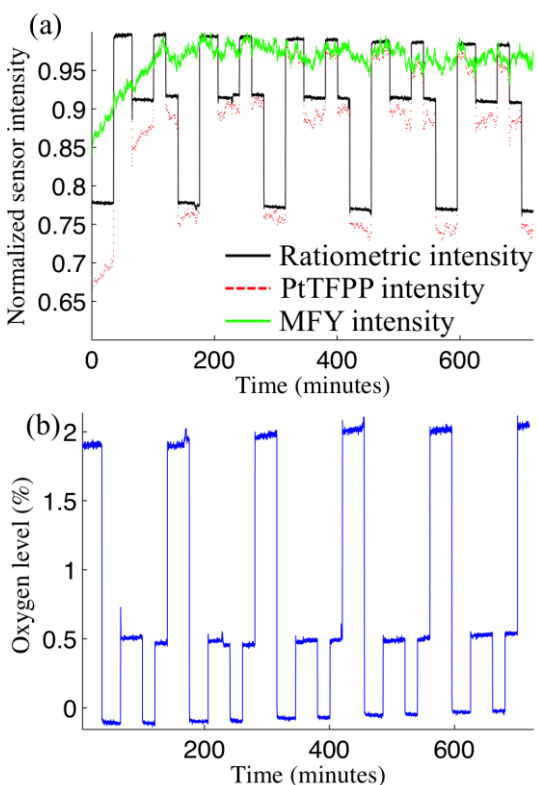 (a)
Normalized sensor intensity
0.95
0.9
0.85
0.8
0.75
0.7
0.65
Ratiometric intensity
PtTFPP intensity
MFY intensity
0 200 400 600
Time (minutes)
(b)
Oxygen level (%)
2
1.5
1
0.5
0
200 400 600
Time (minutes)